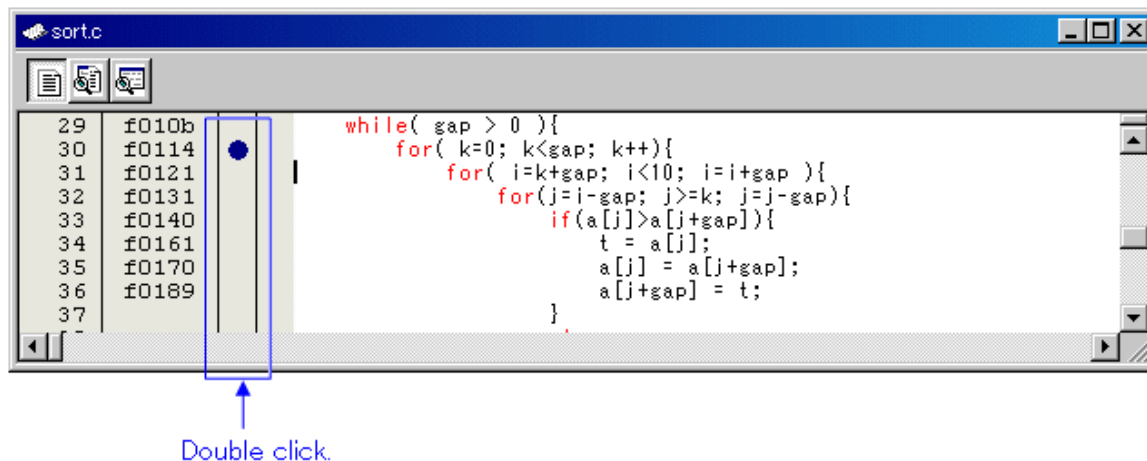 sort.c
29 f010b while( gap > 0 ){
30 f0114 for( k=0; k<gap; k++){
31 f0121 for( i=k+gap; i<10; i=i+gap ){
32 f0131 for(j=i-gap; j>=k; j=j-gap){
33 f0140 if(a[j]>a[j+gap]){
34 f0161 t = a[j];
35 f0170 a[j] = a[j+gap];
36 f0189 a[j+gap] = t;
37 }
Double click.